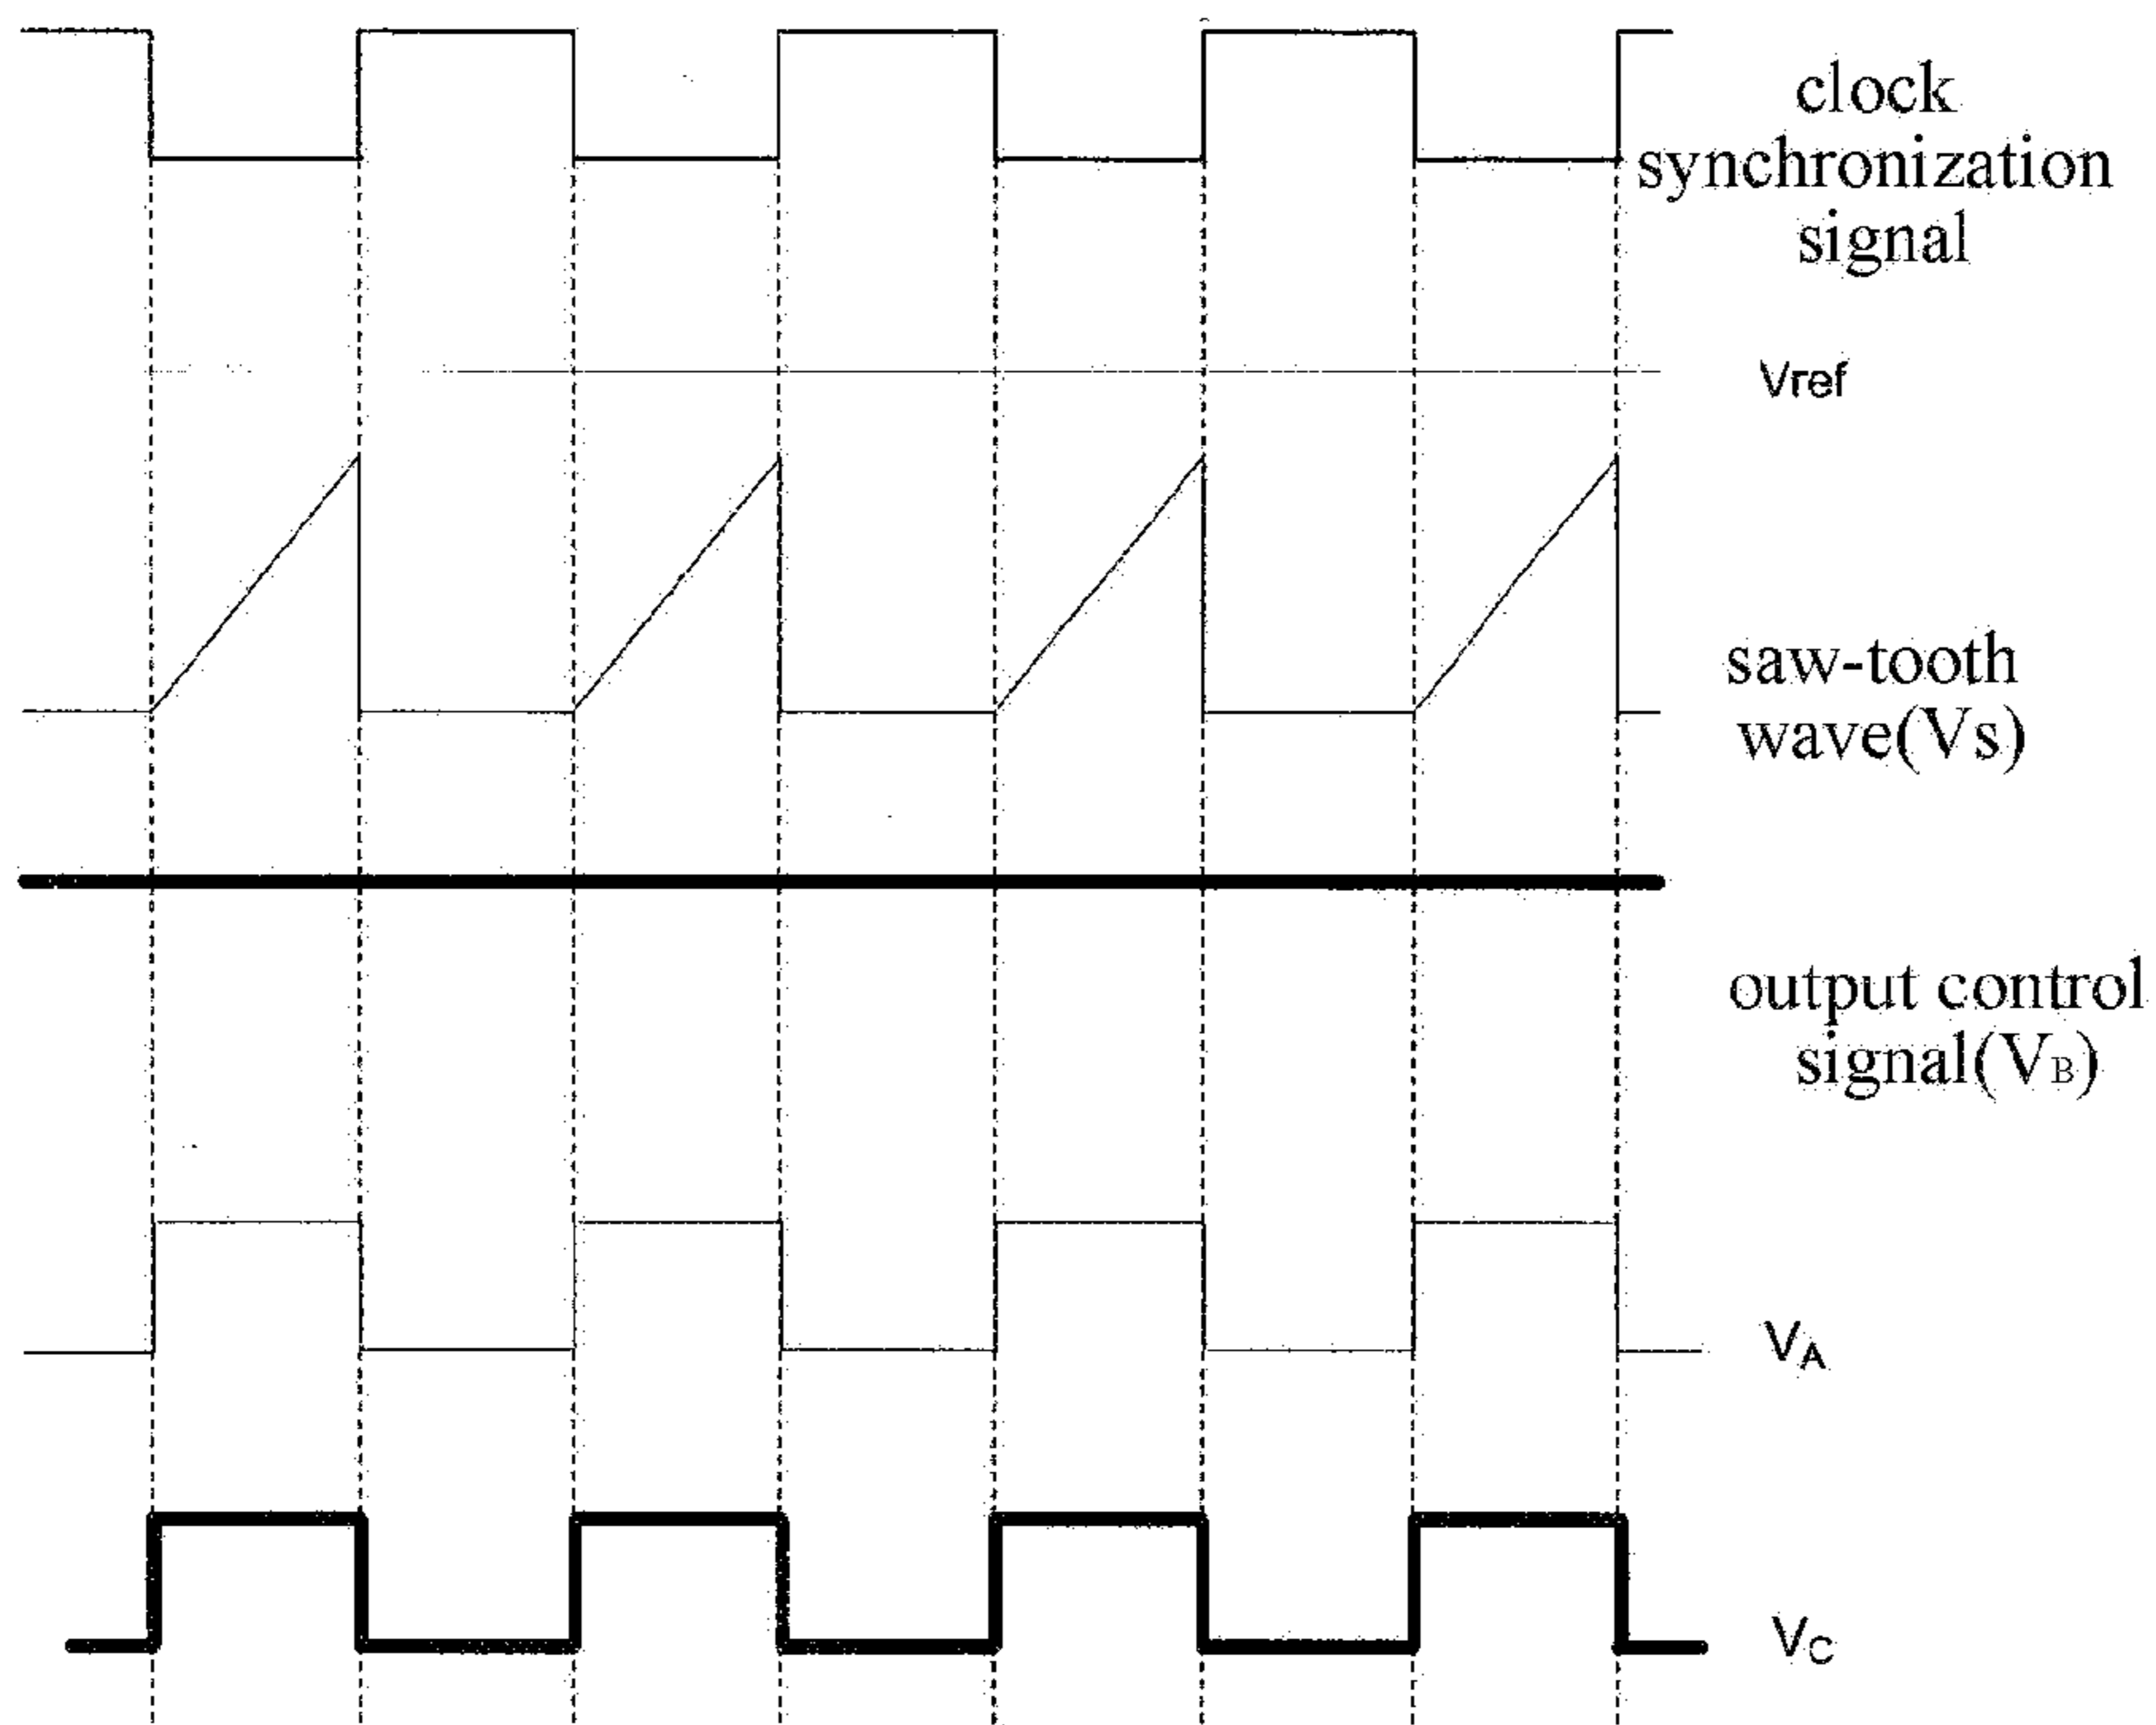 clock
synchronization
signal
Vref
saw-tooth
wave(Vs)
output control
signal(VB)
VA
VC